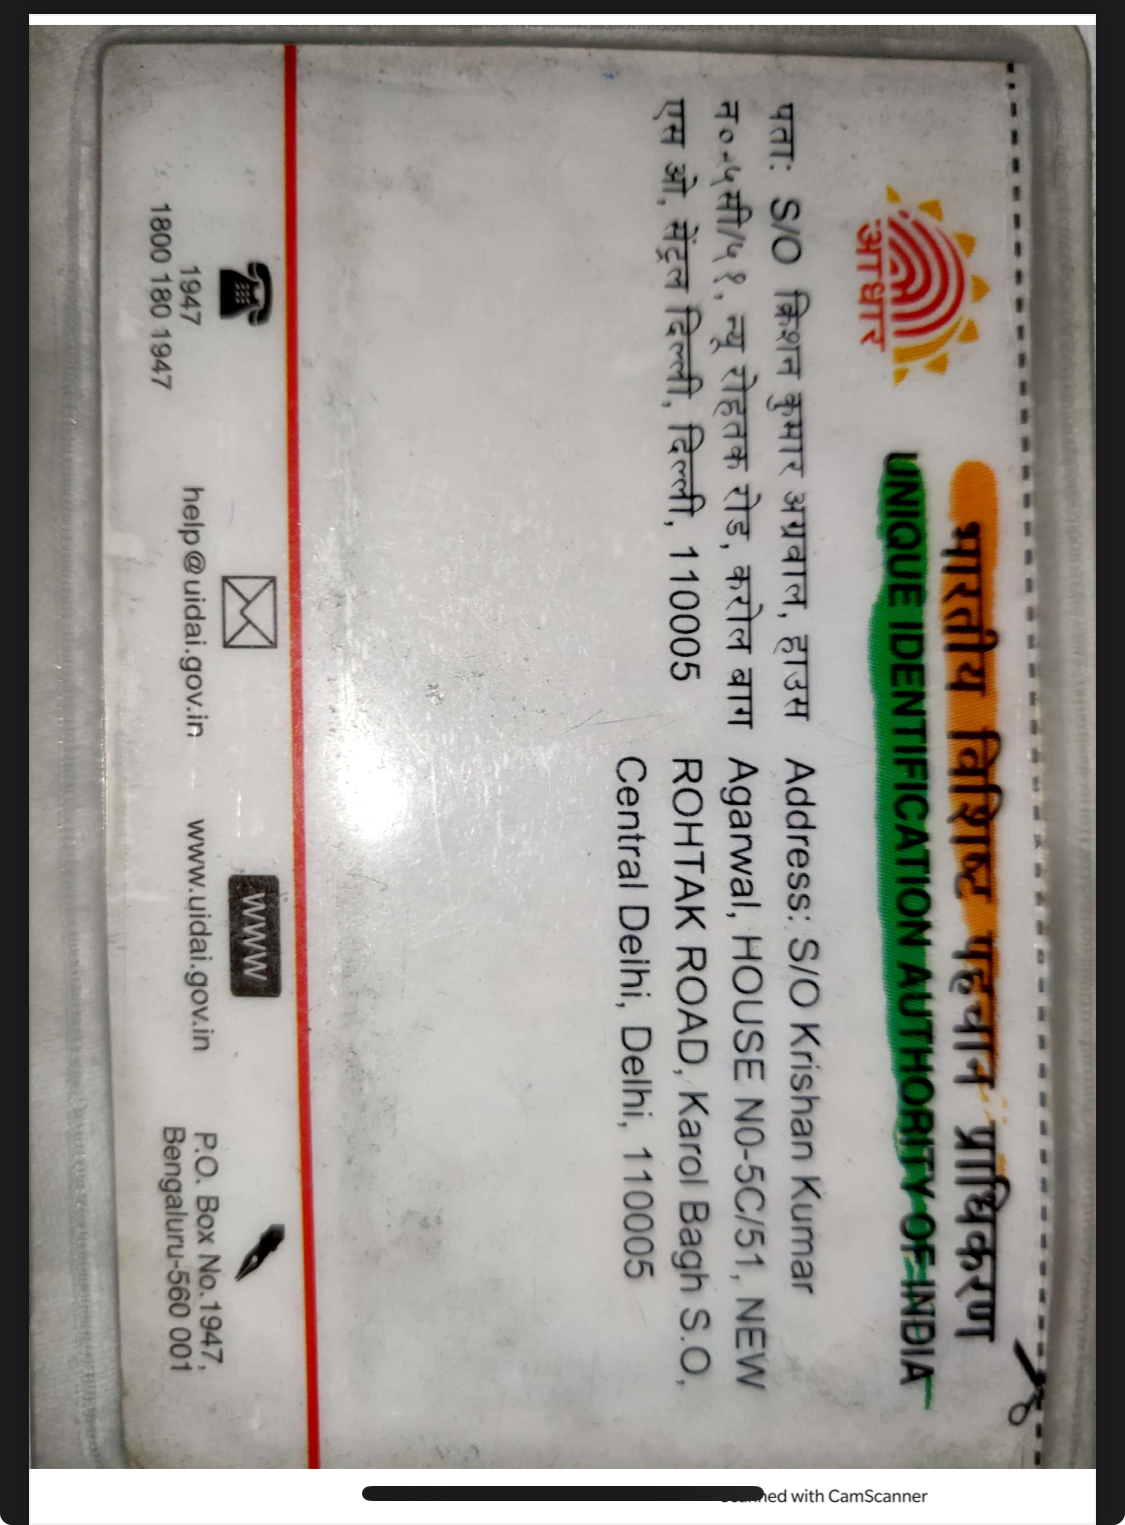 भारतीय विशिष्ट पहचान प्राधिकरण
UNIQUE IDENTIFICATION AUTHORITY OF INDIA
आधार
पता: S/O क्रिशन कुमार अग्रवाल, हाउस
न०-५सी/५१, न्यू रोहतक रोड, करोल बाग
एस ओ, सेंट्रल दिल्ली, दिल्ली, 110005
Address: S/O Krishan Kumar
Agarwal, HOUSE N0-5C/51, NEW
ROHTAK ROAD, Karol Bagh S.O,
Central Delhi, Delhi, 110005
1947
1800 180 1947
help@uidai.gov.in
WWW
www.uidai.gov.in
P.O. Box No.1947,
Bengaluru-560 001
with CamScanner